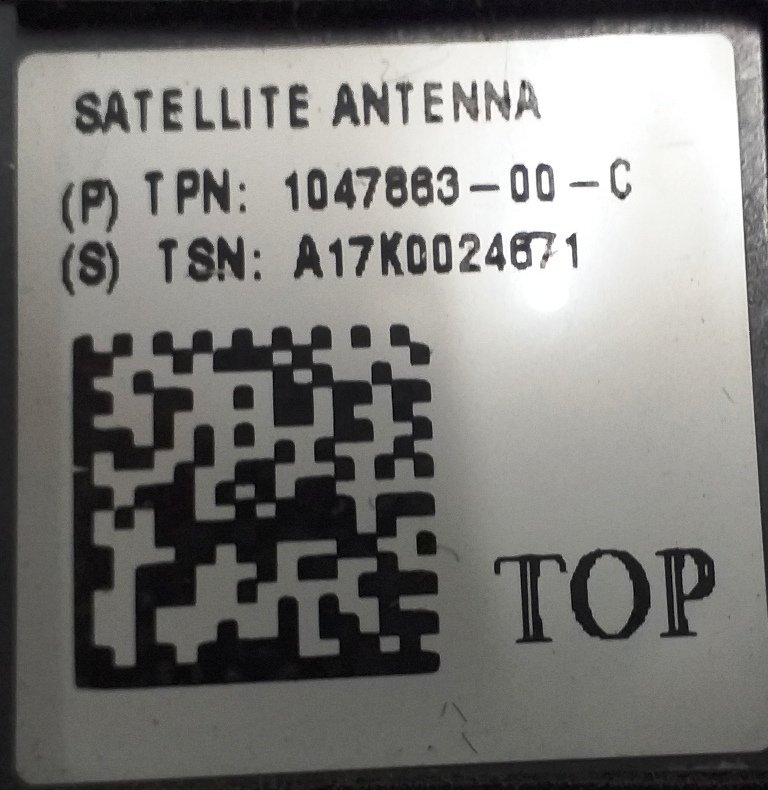 SATELLITE ANTENNA
(P) TPN: 1047863-00-C
(S) TSN: A17K0024671
TOP